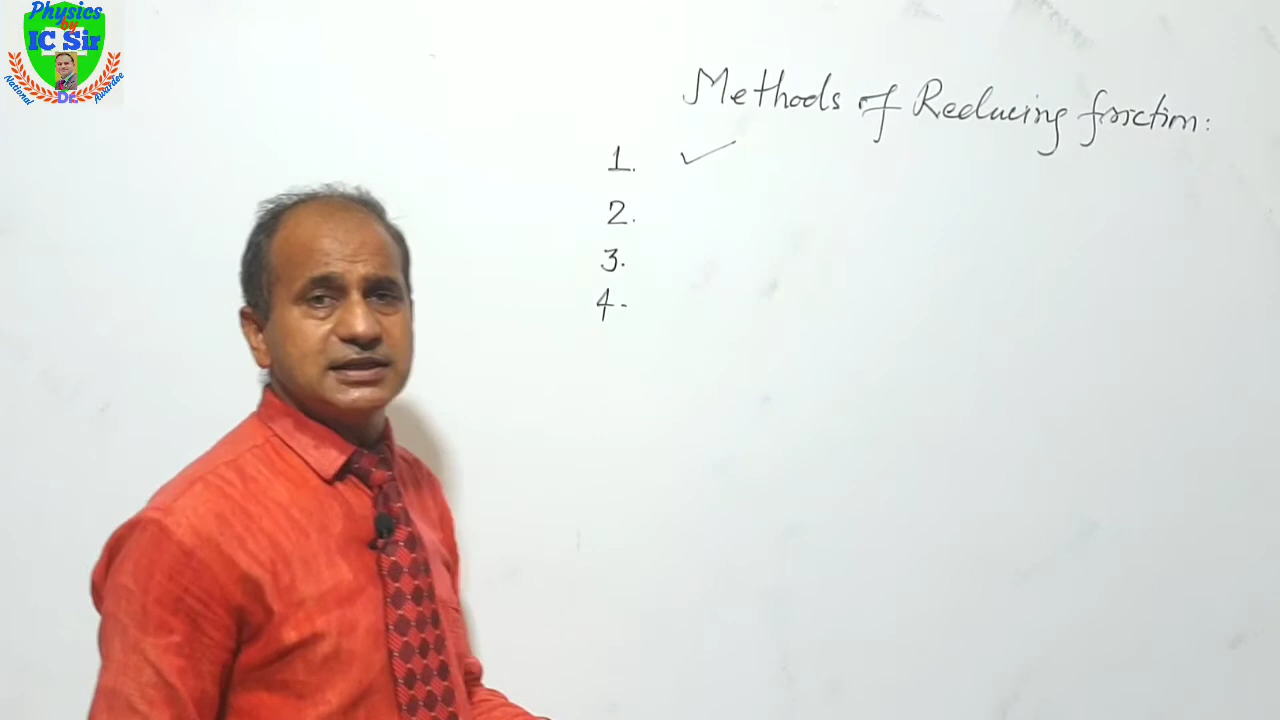 Physics
by
IC Sir
National Awardee
Dr.
Methods of Reducing friction:
1. ✓
2.
3.
4-